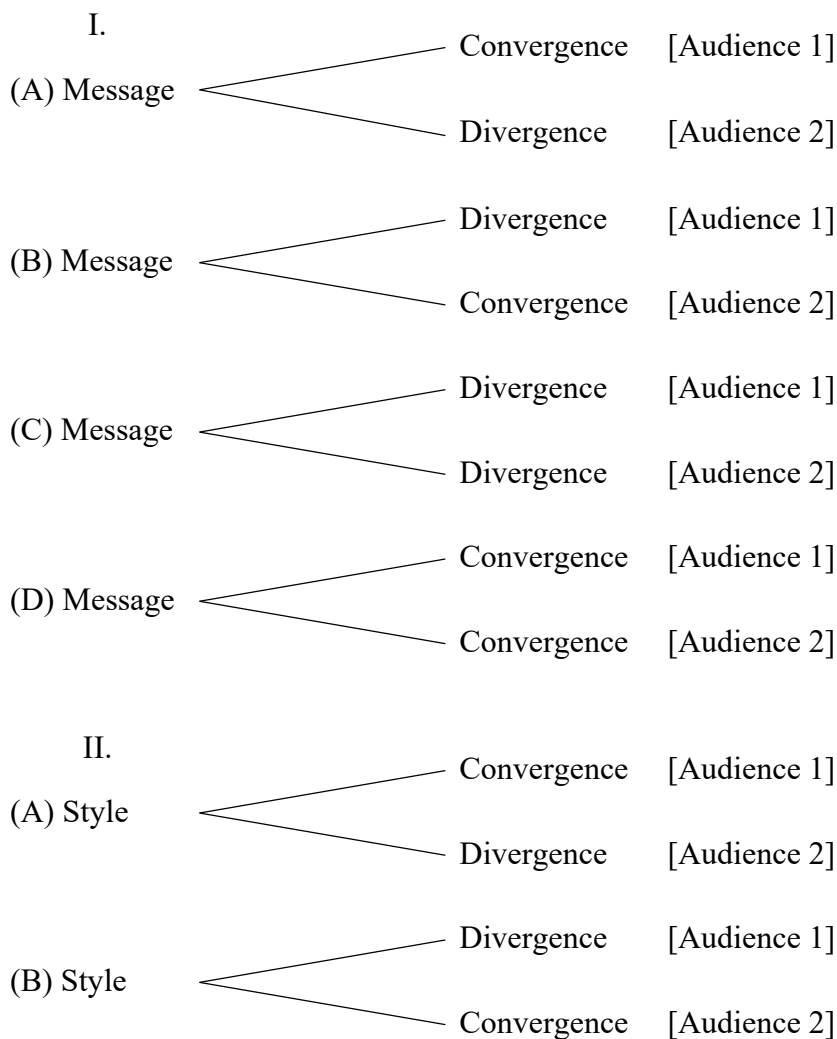 I.
Convergence [Audience 1]
(A) Message
Divergence [Audience 2]
Divergence [Audience 1]
(B) Message
Convergence [Audience 2]
Divergence [Audience 1]
(C) Message
Divergence [Audience 2]
Convergence [Audience 1]
(D) Message
Convergence [Audience 2]
II.
Convergence [Audience 1]
(A) Style
Divergence [Audience 2]
Divergence [Audience 1]
(B) Style
Convergence [Audience 2]